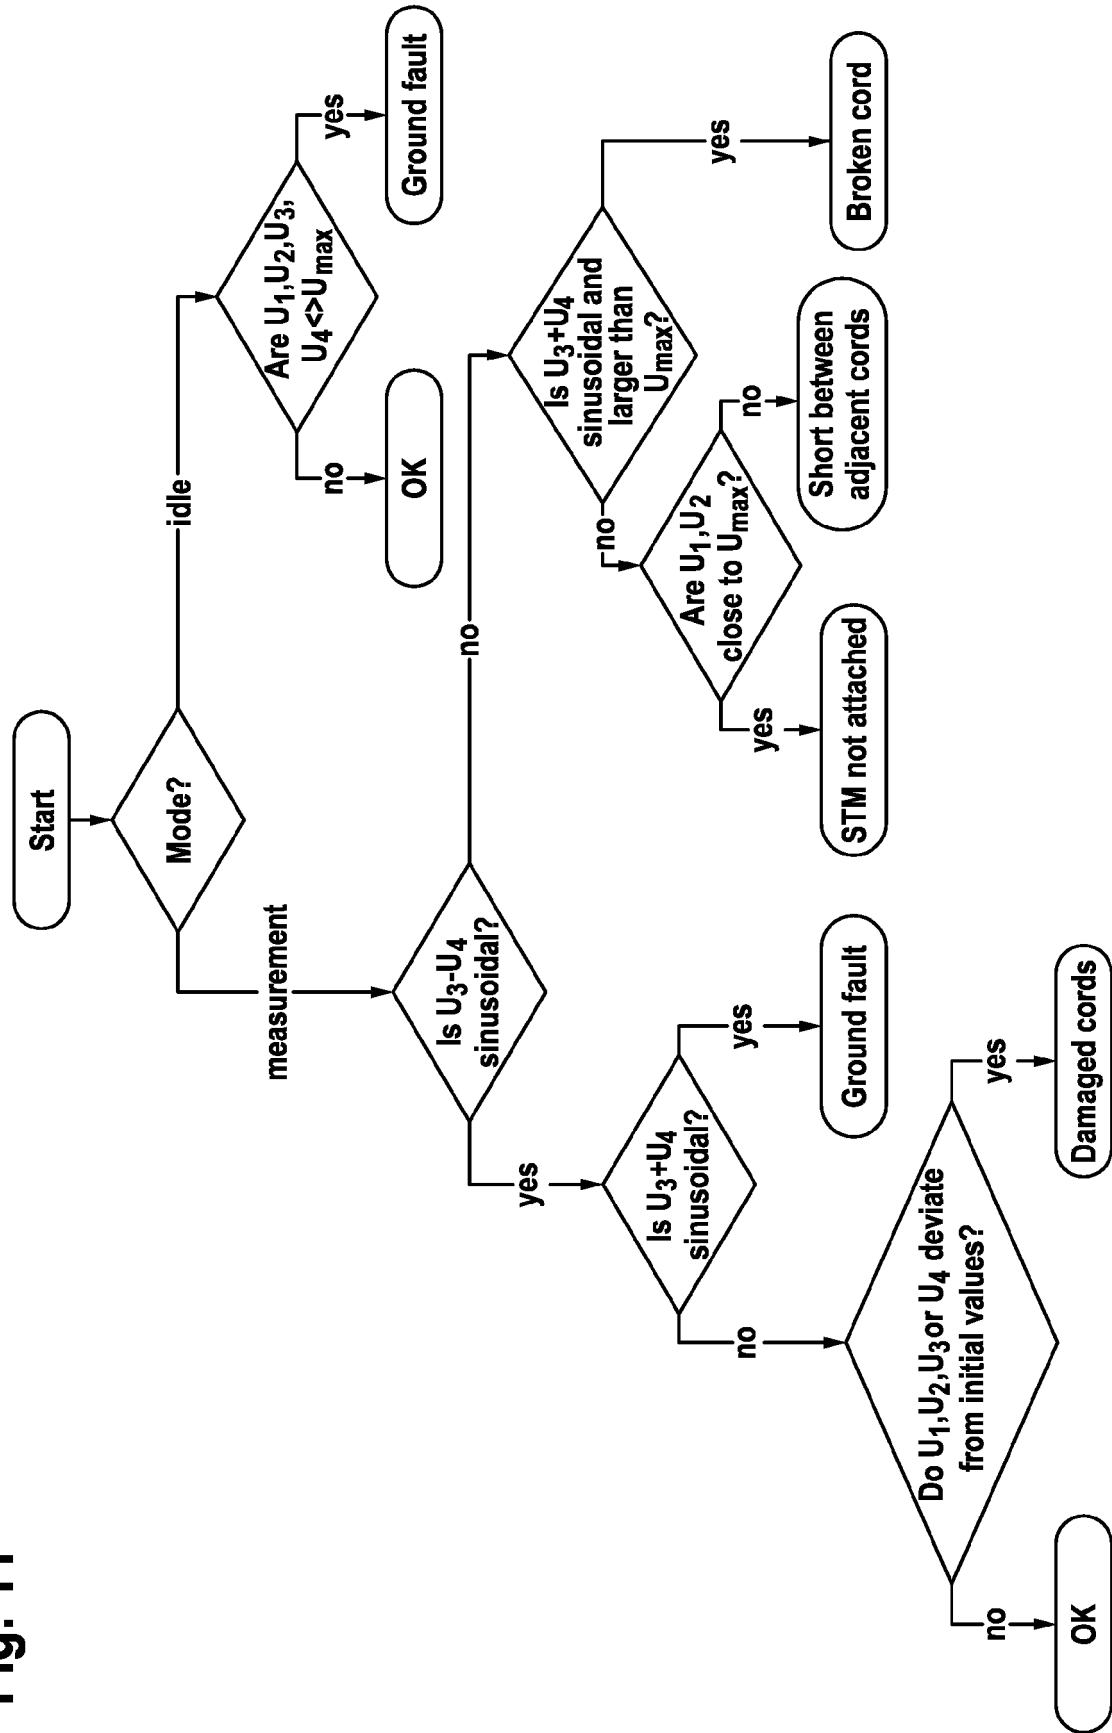 Fig. 11
Start
Mode?
measurement
idle
Are U1,U2,U3,
U4<>Umax
no
yes
OK
Ground fault
Is U3-U4
sinusoidal?
yes
no
Is U3+U4
sinusoidal?
no
yes
Ground fault
Do U1,U2,U3 or U4 deviate
from initial values?
no
yes
OK
Damaged cords
Is U3+U4
sinusoidal and
larger than
Umax?
no
yes
Broken cord
Are U1,U2
close to Umax?
yes
no
STM not attached
Short between
adjacent cords